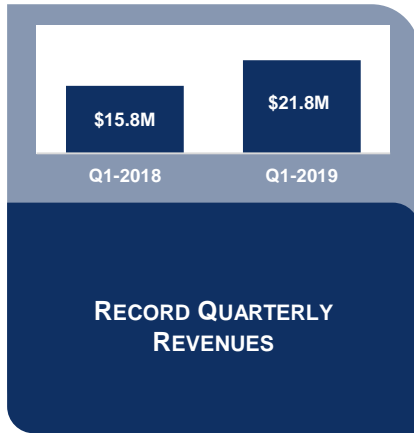 $15.8M
$21.8M
Q1-2018
Q1-2019
RECORD QUARTERLY
REVENUES